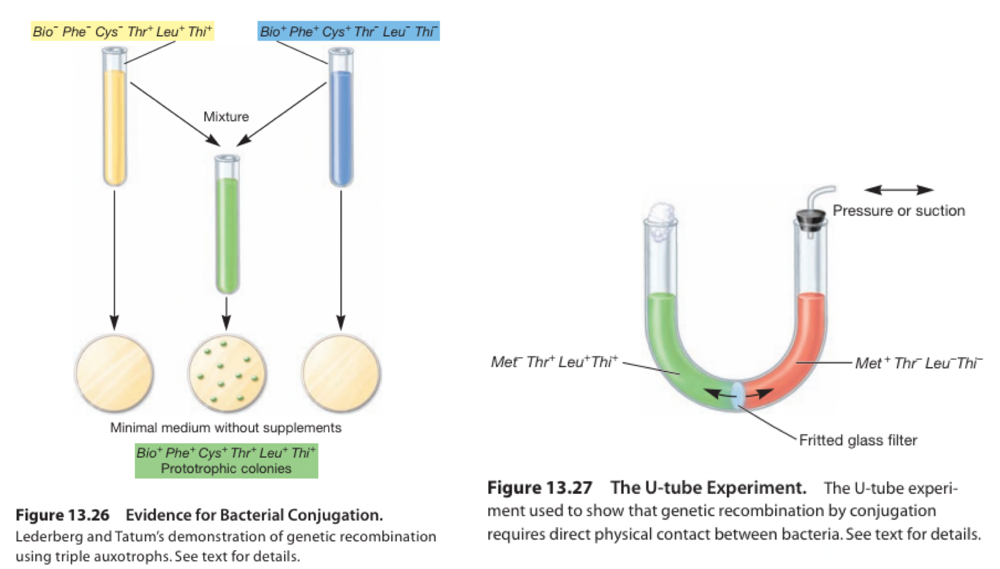 Bio⁻ Phe⁻ Cys⁻ Thr⁺ Leu⁺ Thi⁺
Bio⁺ Phe⁺ Cys⁺ Thr⁻ Leu⁻ Thi⁻
Mixture
Minimal medium without supplements
Bio⁺ Phe⁺ Cys⁺ Thr⁺ Leu⁺ Thi⁺
Prototrophic colonies
Figure 13.26 Evidence for Bacterial Conjugation.
Lederberg and Tatum's demonstration of genetic recombination
using triple auxotrophs. See text for details.
Pressure or suction
Met⁻ Thr⁺ Leu⁺Thi⁺
Met⁺ Thr⁻ Leu⁻Thi⁻
Fritted glass filter
Figure 13.27 The U-tube Experiment. The U-tube experi-
ment used to show that genetic recombination by conjugation
requires direct physical contact between bacteria. See text for details.